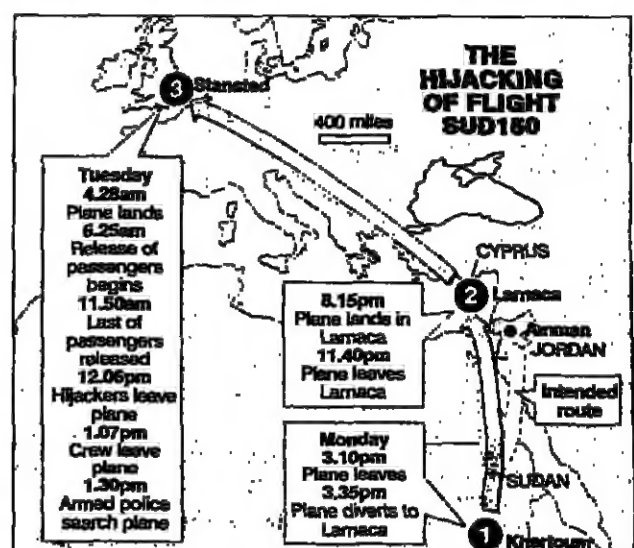 THE
HIJACKING
OF FLIGHT
SUD150
400 miles
3 Stansted
Tuesday
4.28am
Plane lands
6.25am
Release of
passengers
begins
11.50am
Last of
passengers
released
12.06pm
Hijackers leave
plane
1.07pm
Crew leave
plane
1.30pm
Armed police
search plane
CYPRUS
2 Larnaca
8.15pm
Plane lands in
Larnaca
11.40pm
Plane leaves
Larnaca
Amman
JORDAN
Intended
route
Monday
3.10pm
Plane leaves
3.35pm
Plane diverts to
Larnaca
SUDAN
1 Khartoum